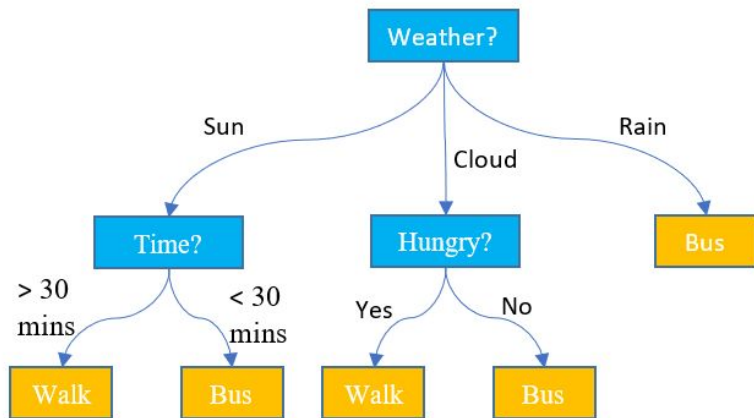 Weather?
Sun
Cloud
Rain
Time?
Hungry?
Bus
> 30
mins
< 30
mins
Yes
No
Walk
Bus
Walk
Bus